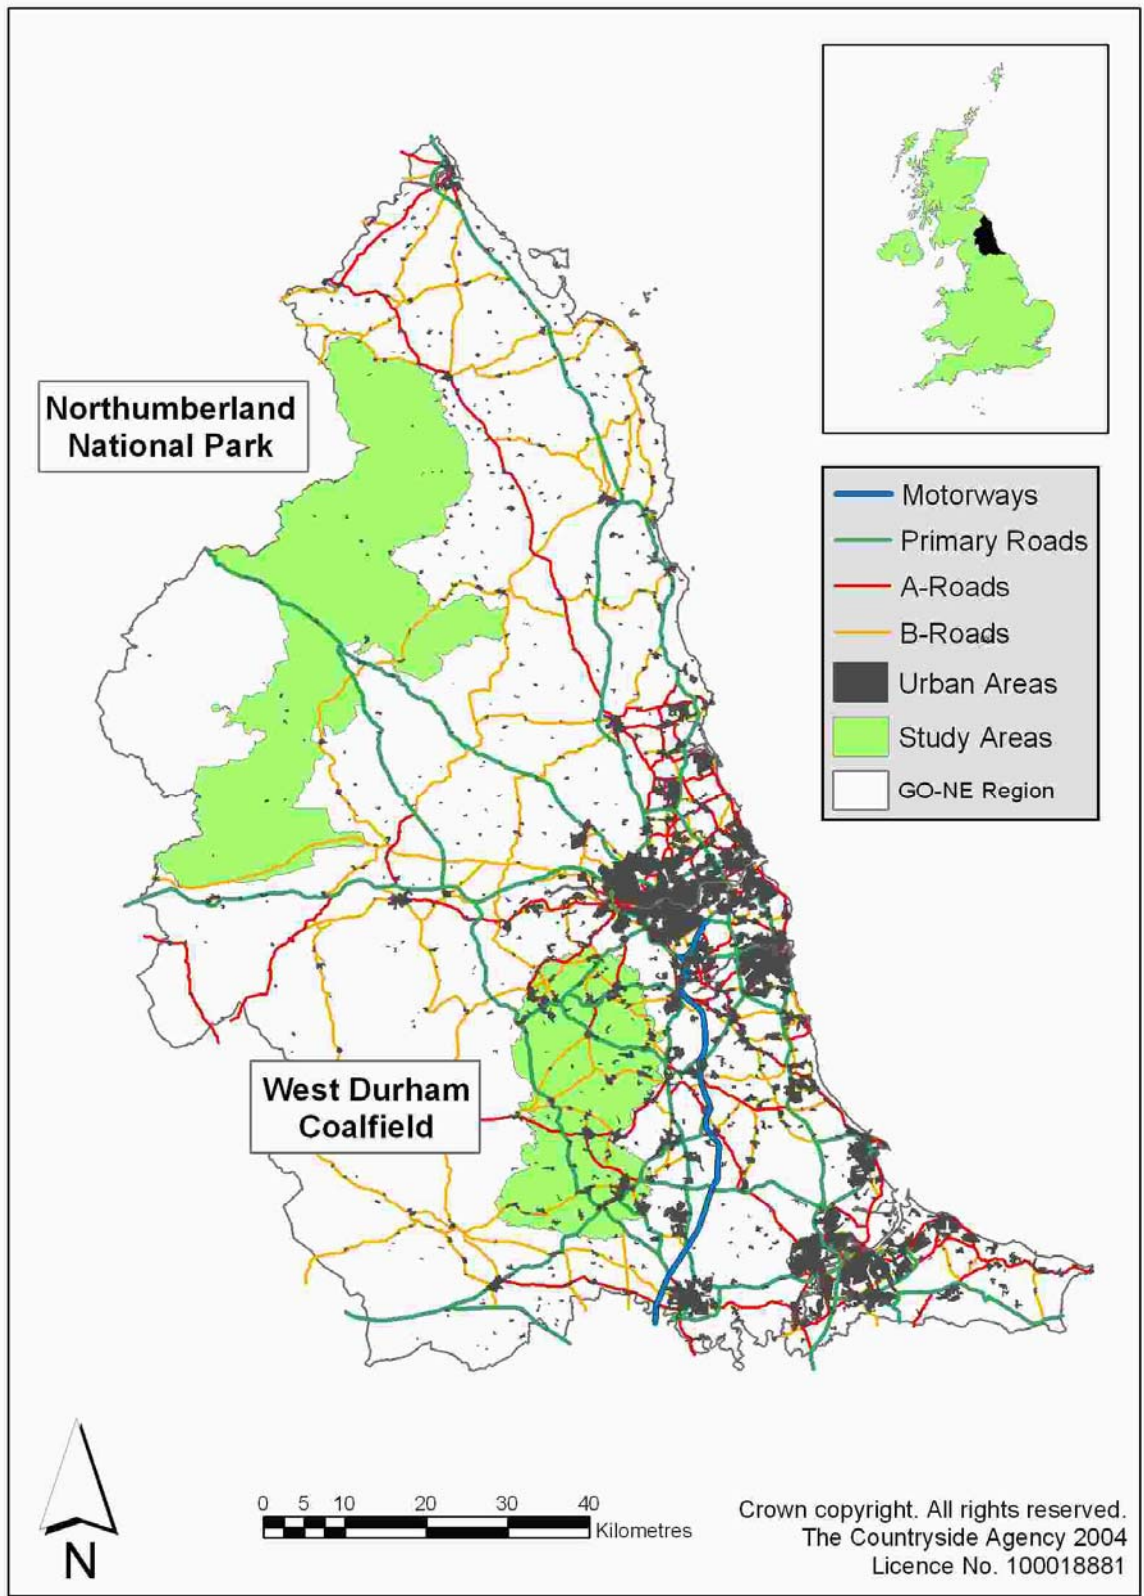 Northumberland
National Park
Motorways
Primary Roads
A-Roads
B-Roads
Urban Areas
Study Areas
GO-NE Region
West Durham
Coalfield
N
0 5 10 20 30 40
Kilometres
Crown copyright. All rights reserved.
The Countryside Agency 2004
Licence No. 100018881